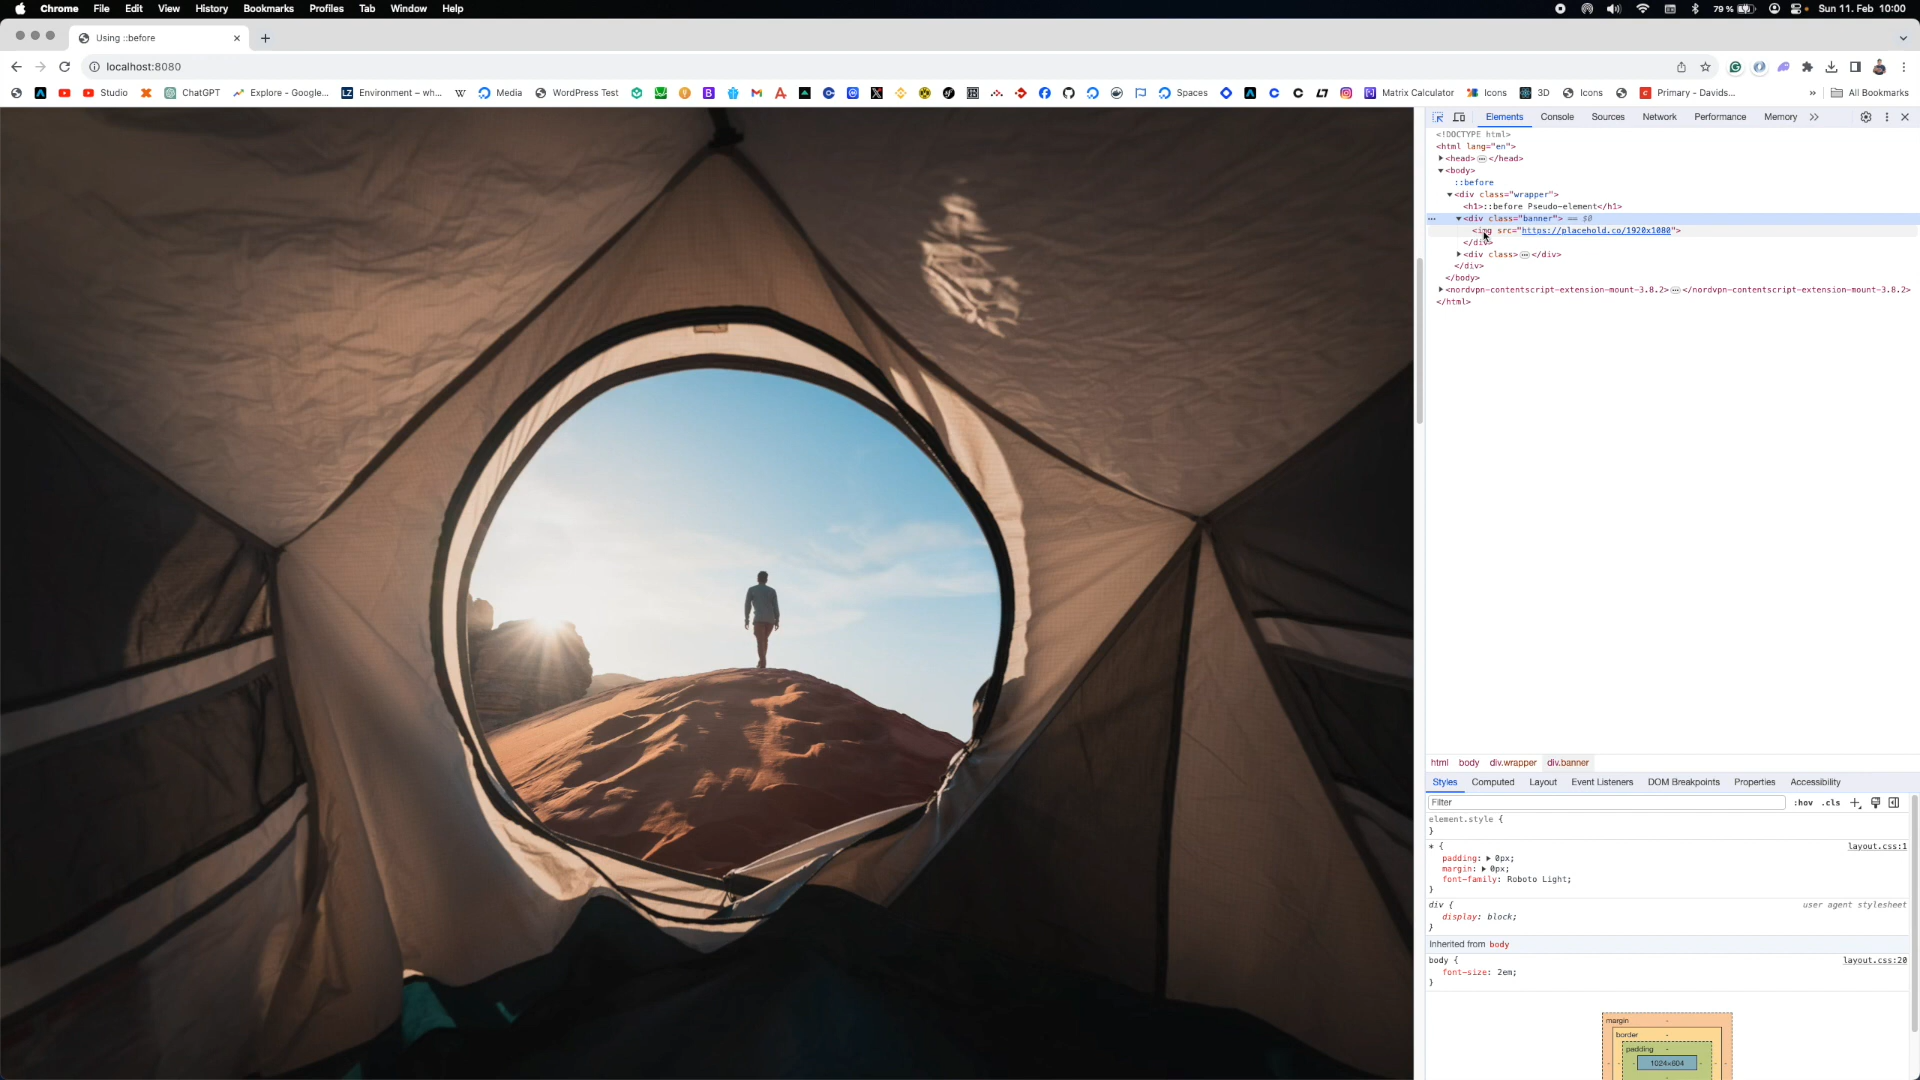 Chrome File Edit View History Bookmarks Profiles Tab Window Help
79 % Sun 11. Feb 10:00
Using ::before
localhost:8080
Studio ChatGPT Explore - Google... LZ Environment – wh... W Media WordPress Test Spaces Matrix Calculator Icons 3D Icons Primary - Davids... » All Bookmarks
Elements Console Sources Network Performance Memory »
<!DOCTYPE html>
<html lang="en">
<head> … </head>
<body>
::before
<div class="wrapper">
<h1>::before Pseudo-element</h1>
<div class="banner"> == $0
<img src="https://placehold.co/1920x1080">
</div>
<div class> … </div>
</div>
</body>
<nordvpn-contentscript-extension-mount-3.8.2> … </nordvpn-contentscript-extension-mount-3.8.2>
</html>
html body div.wrapper div.banner
Styles Computed Layout Event Listeners DOM Breakpoints Properties Accessibility
Filter :hov .cls
element.style {
}
* { layout.css:1
padding: 0px;
margin: 0px;
font-family: Roboto Light;
}
div { user agent stylesheet
display: block;
}
Inherited from body
body { layout.css:20
font-size: 2em;
}
margin -
border -
padding -
1024×604